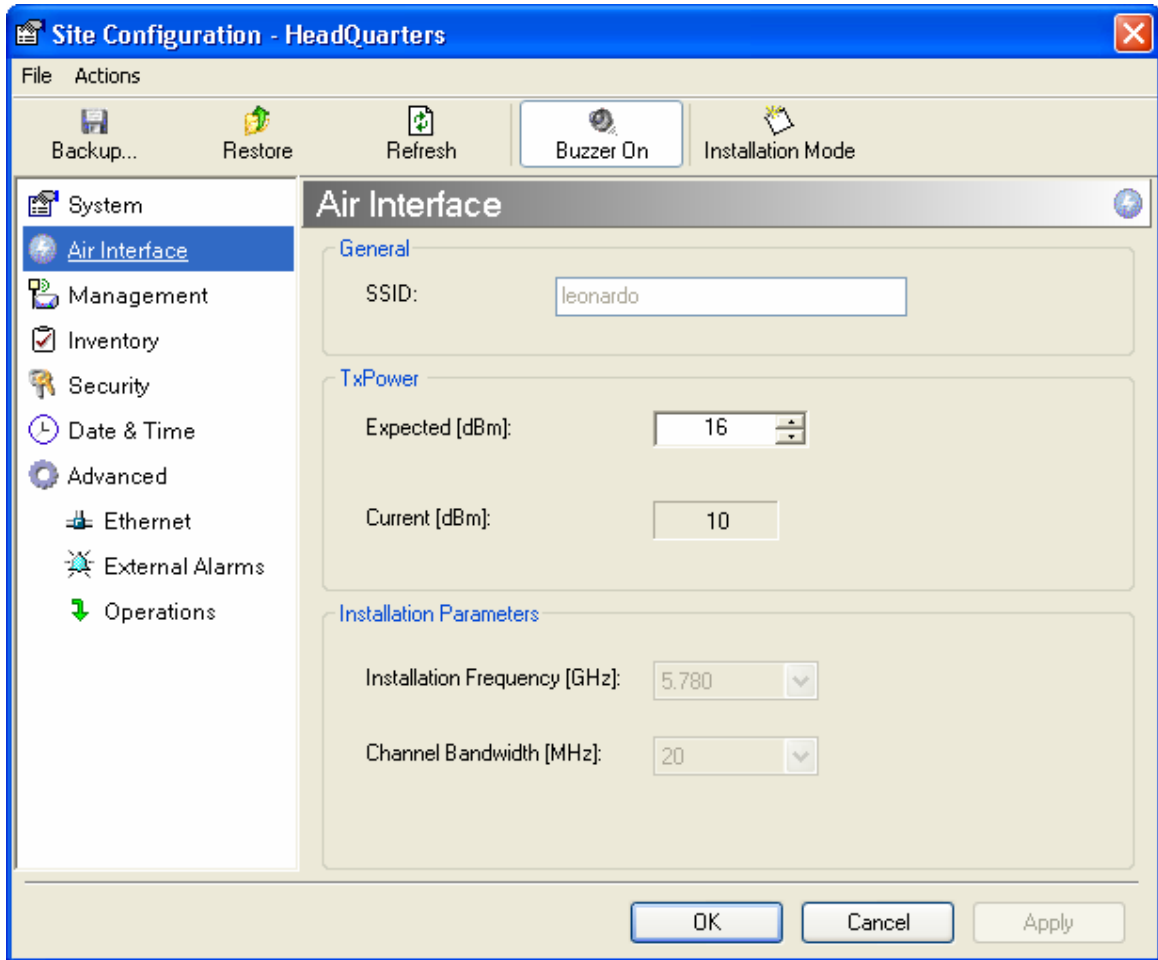 Site Configuration - HeadQuarters
File Actions
Backup... Restore Refresh Buzzer On Installation Mode
System
Air Interface
Management
Inventory
Security
Date & Time
Advanced
Ethernet
External Alarms
Operations
Air Interface
General
SSID: leonardo
TxPower
Expected [dBm]: 16
Current [dBm]: 10
Installation Parameters
Installation Frequency [GHz]: 5.780
Channel Bandwidth [MHz]: 20
OK Cancel Apply